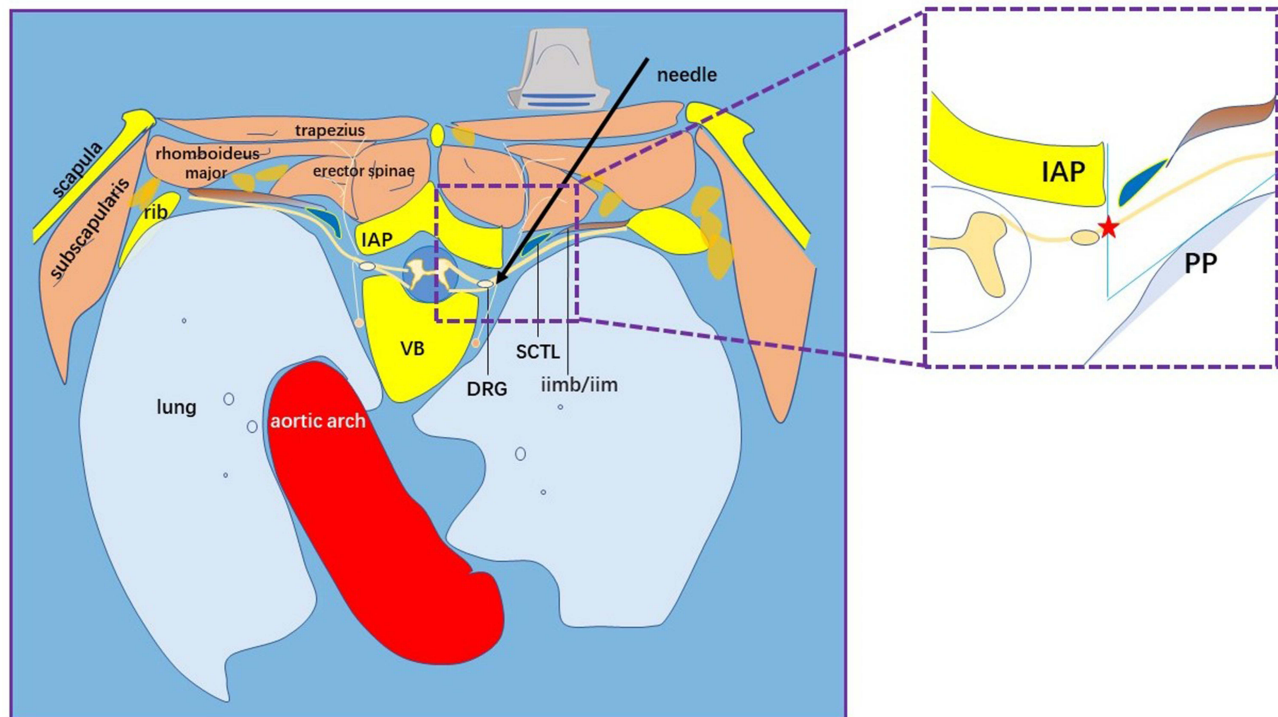 needle
trapezius
scapula
rhomboideus
major
erector spinae
subscapularis
rib
IAP
VB
SCTL
DRG
iimb/iim
lung
aortic arch
IAP
PP